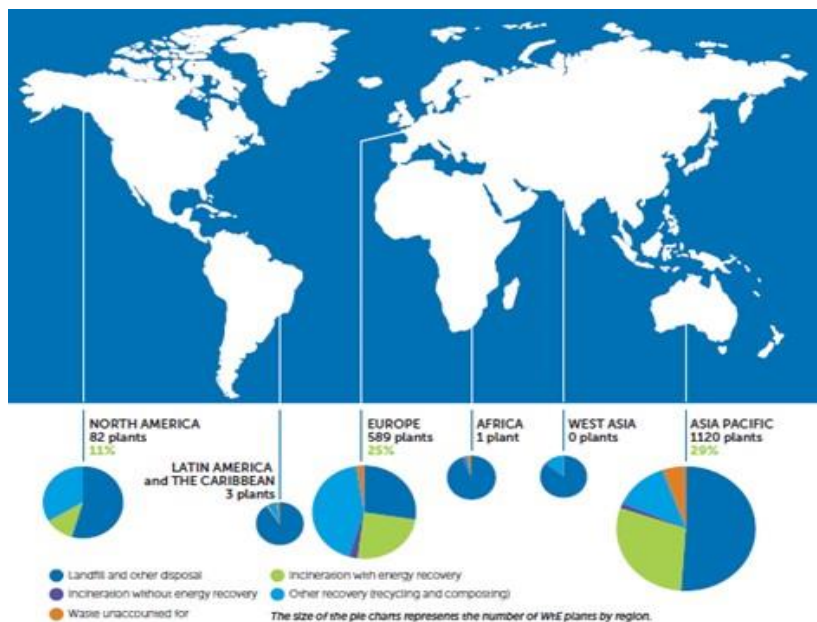 NORTH AMERICA
82 plants
11%
LATIN AMERICA
and THE CARIBBEAN
3 plants
EUROPE
589 plants
25%
AFRICA
1 plant
WEST ASIA
0 plants
ASIA PACIFIC
1120 plants
29%
Landfill and other disposal
Incineration without energy recovery
Waste unaccounted for
Incineration with energy recovery
Other recovery (recycling and composting)
The size of the pie charts represents the number of WtE plants by region.